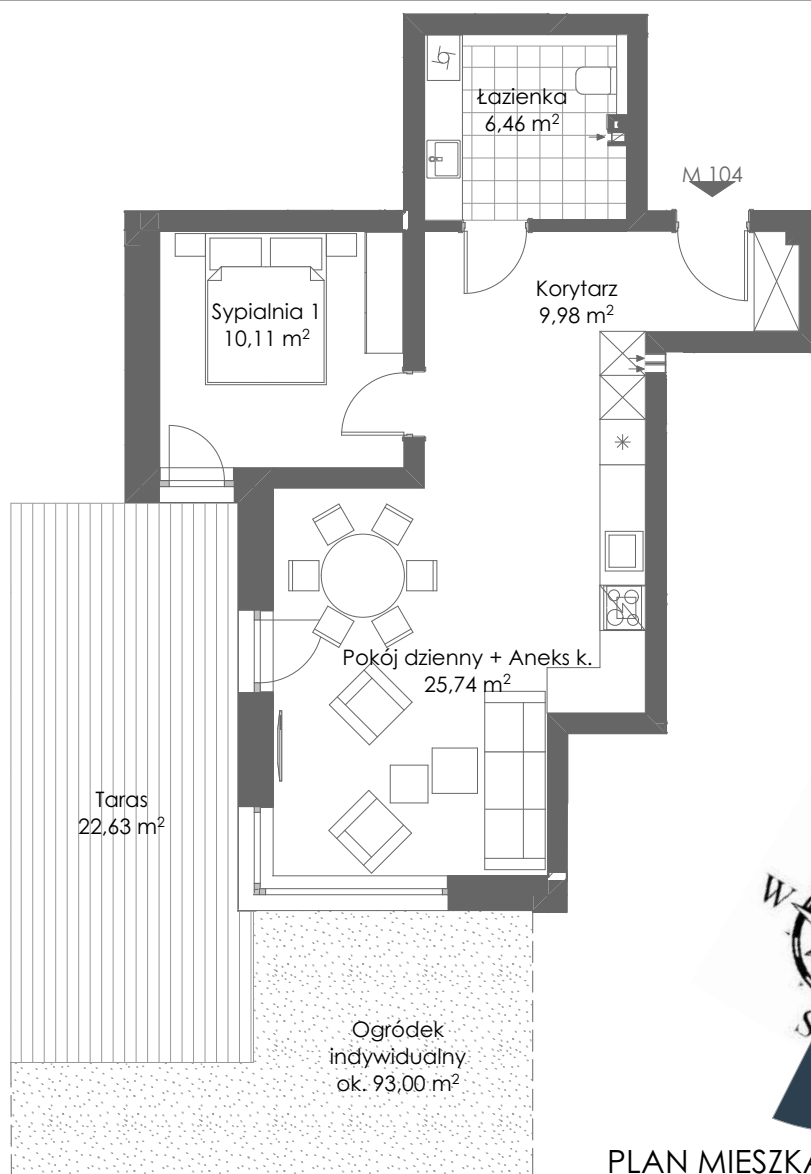 Łazienka
6,46 m²
M 104
Korytarz
9,98 m²
Sypialnia 1
10,11 m²
Pokój dzienny + Aneks k.
25,74 m²
Taras
22,63 m²
W
S
Ogródek
indywidualny
ok. 93,00 m²
PLAN MIESZKA